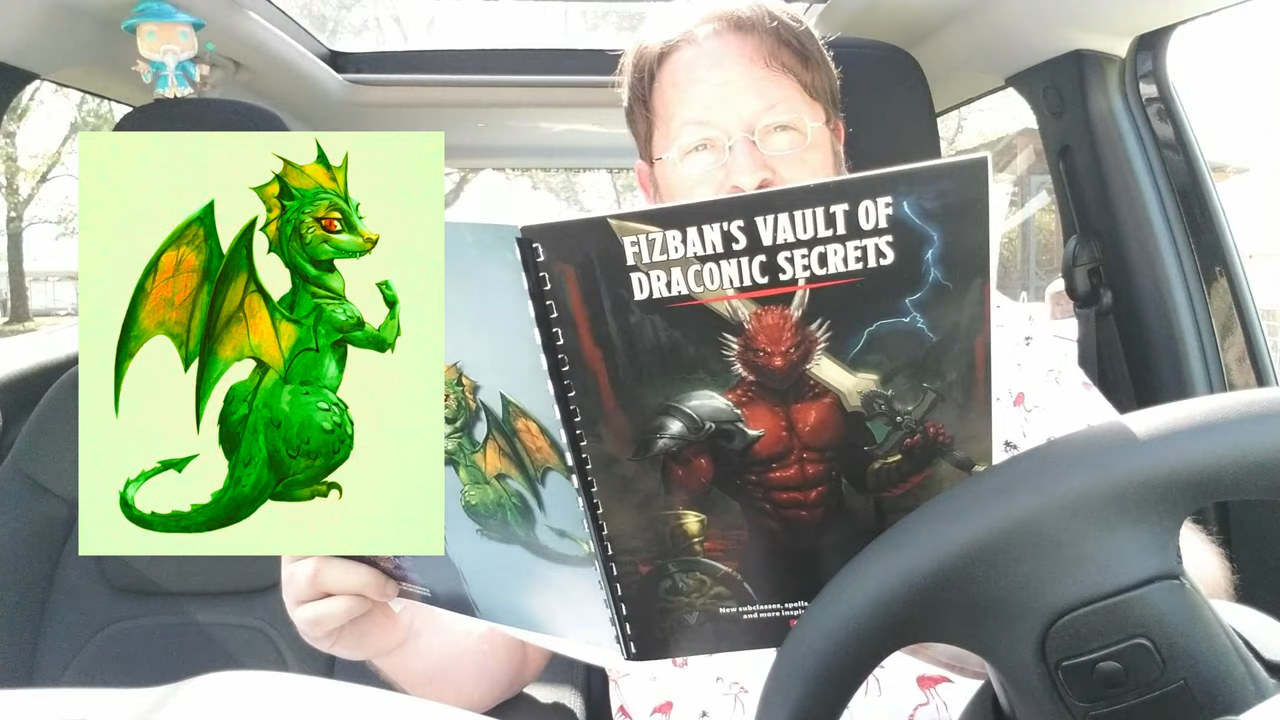 FIZBAN'S VAULT OF
DRACONIC SECRETS
New subclasses, spells
and more inspi